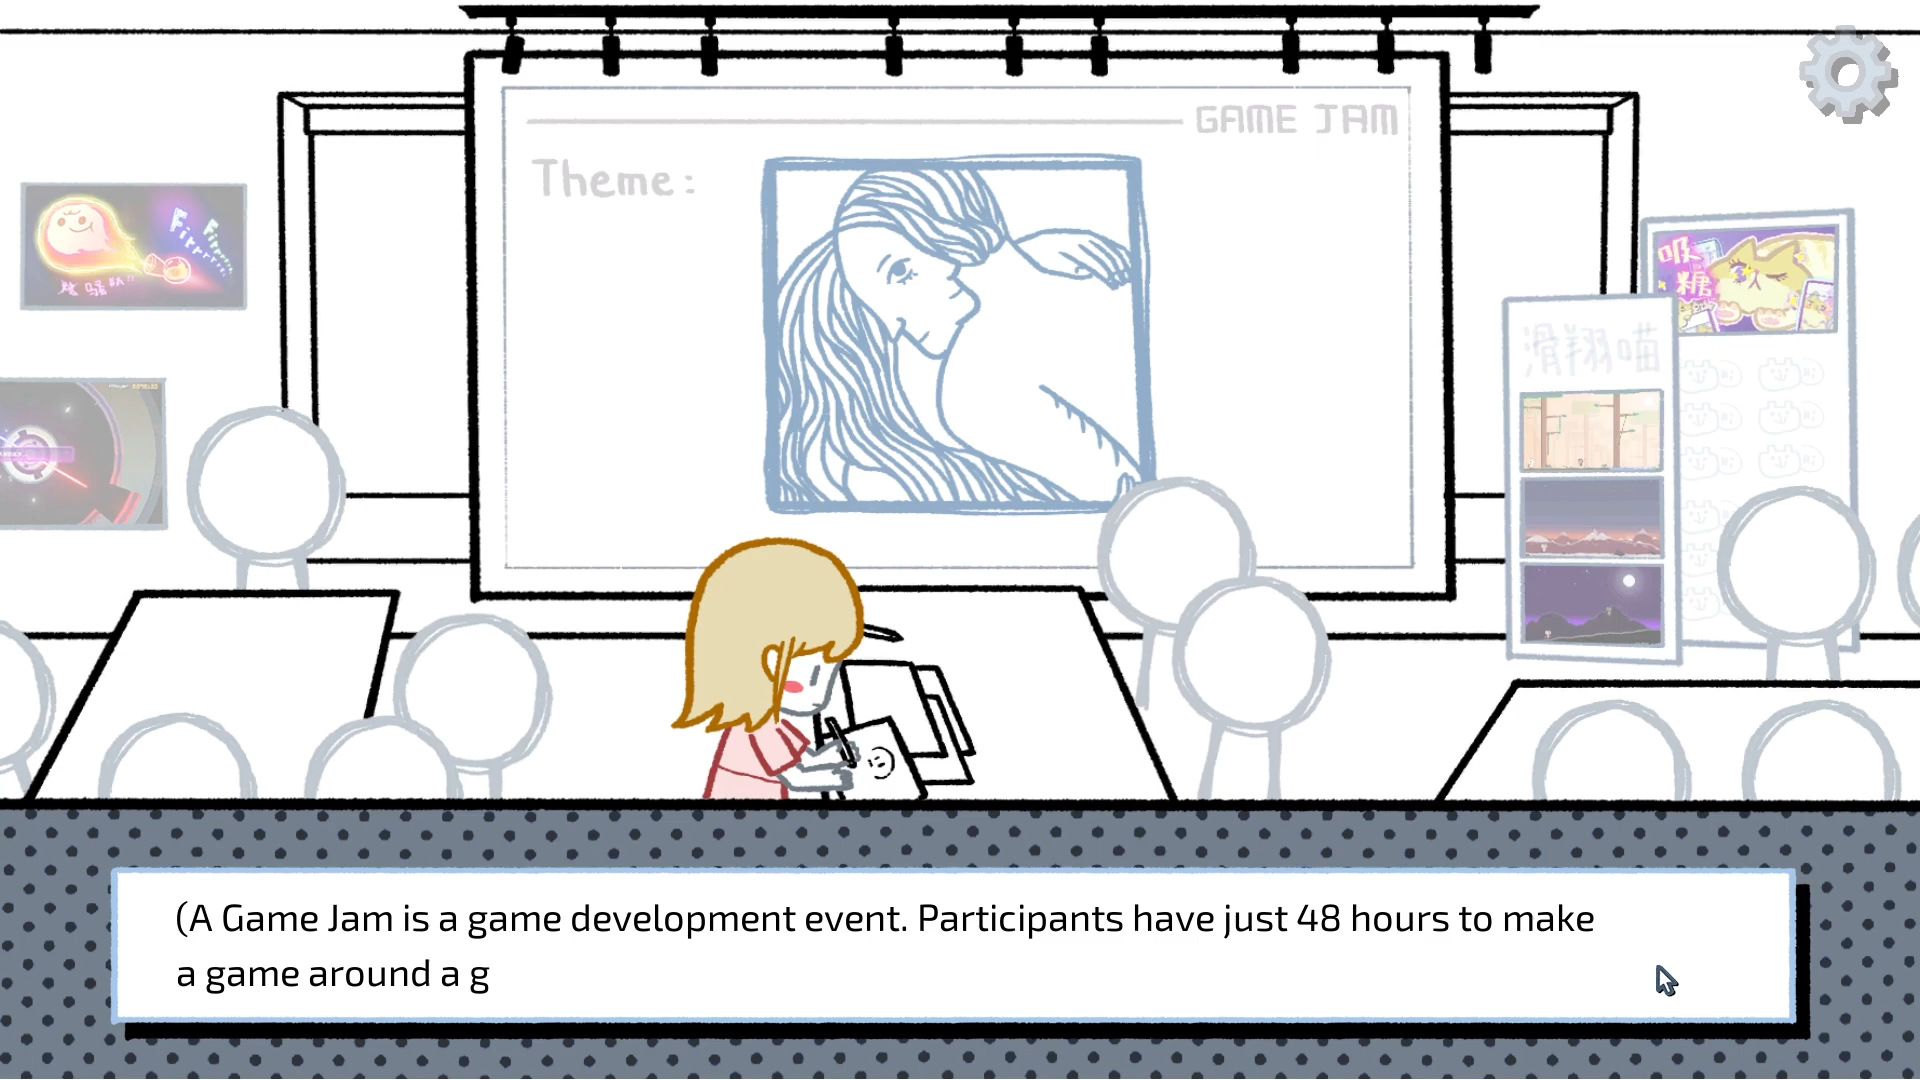 GAME JAM
Theme:
吸
糖
滑翔喵
(A Game Jam is a game development event. Participants have just 48 hours to make
a game around a g